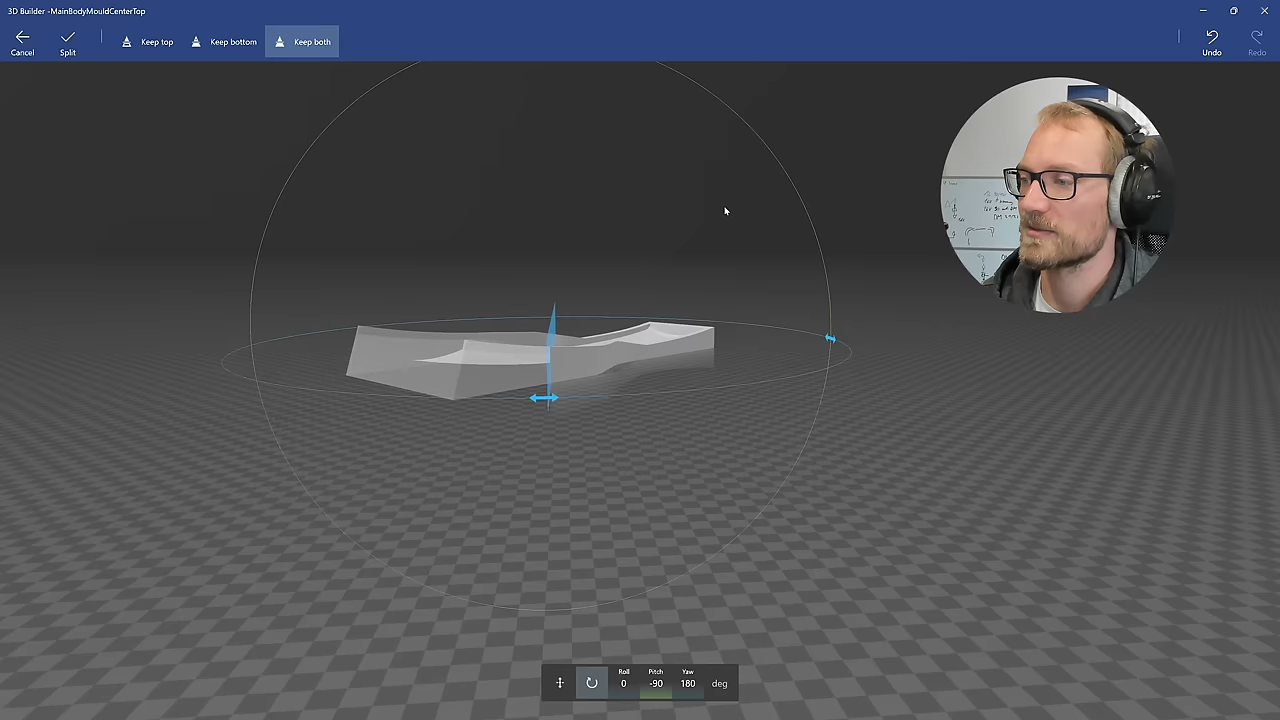 3D Builder -MainBodyMouldCenterTop
Cancel
Split
Keep top
Keep bottom
Keep both
Undo
Redo
Roll
0
Pitch
-90
Yaw
180
deg